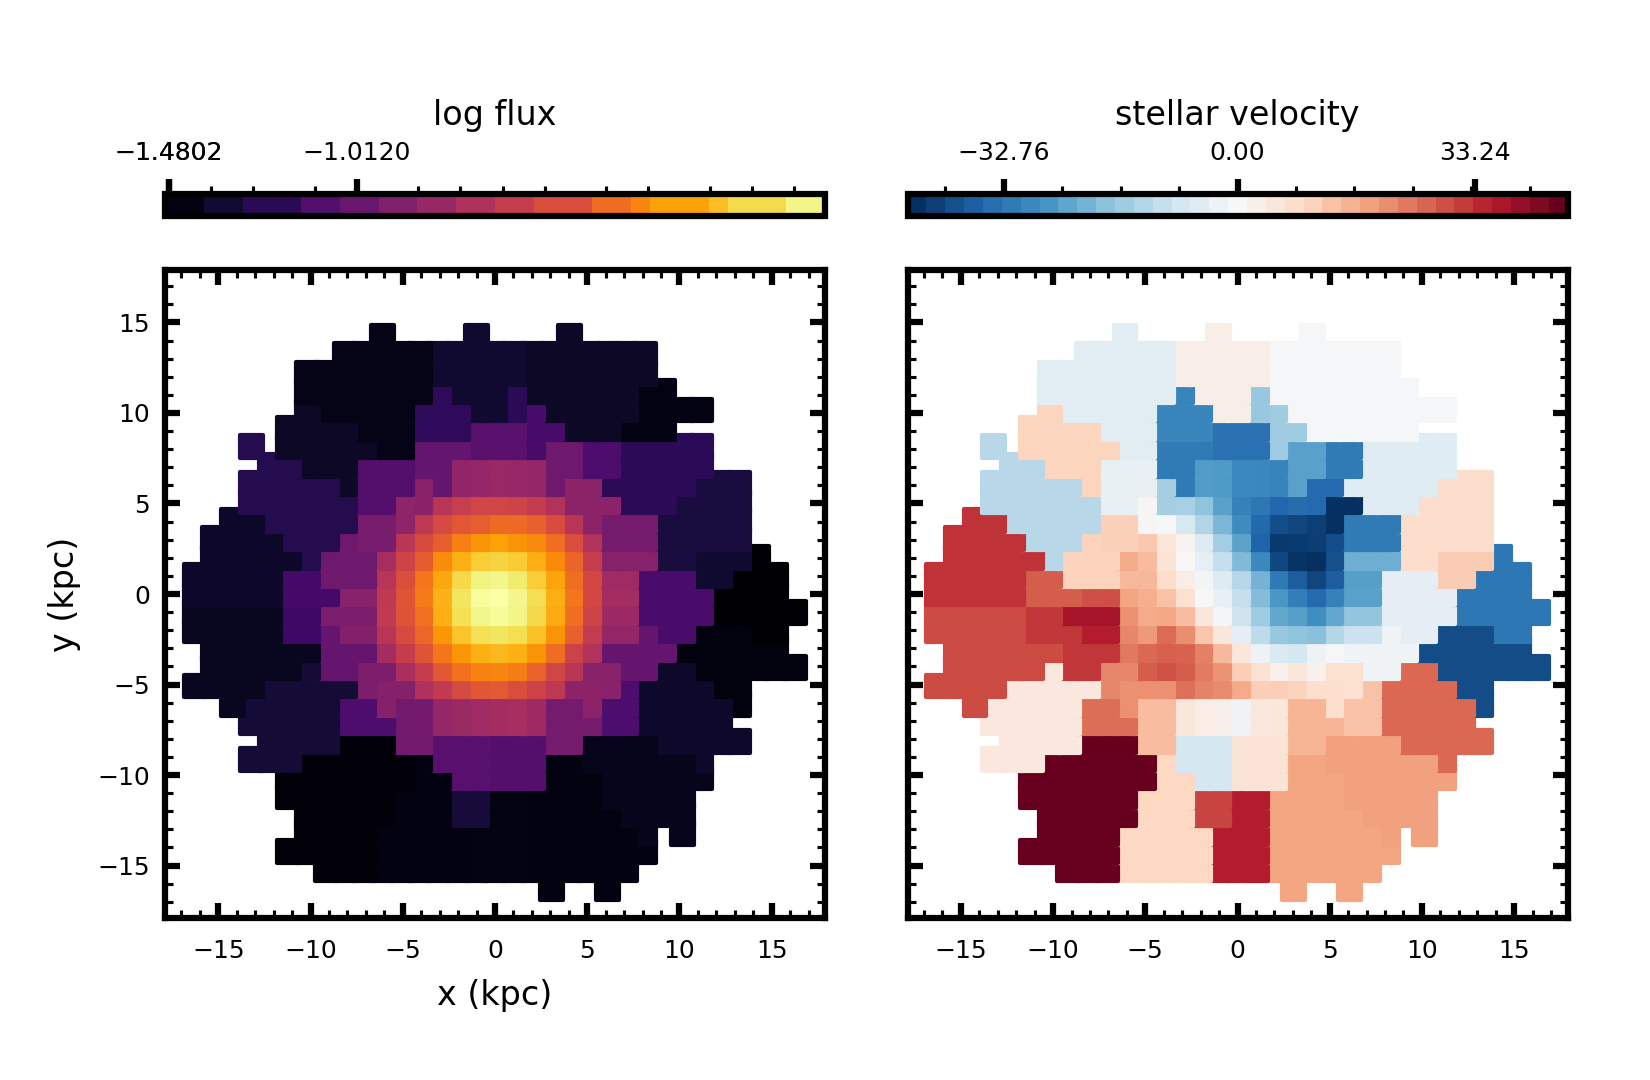 log flux
stellar velocity
−1.4802 −1.0120
−32.76 0.00 33.24
15
10
5
0
−5
−10
−15
y (kpc)
−15 −10 −5 0 5 10 15
−15 −10 −5 0 5 10 15
x (kpc)